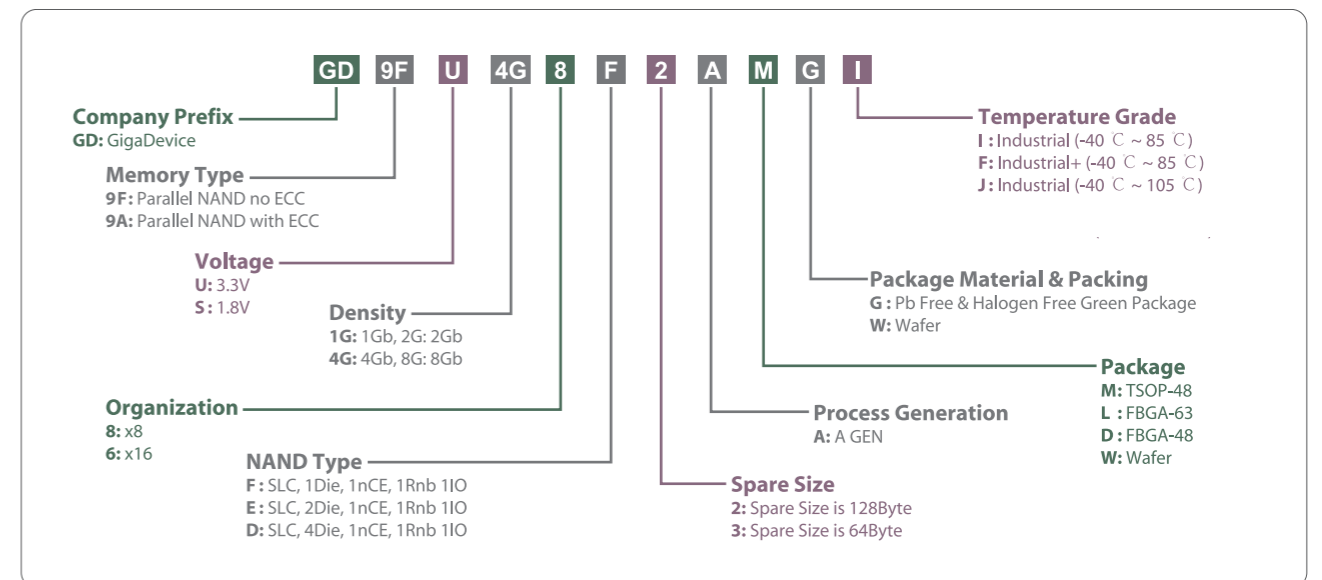 GD 9F U 4G 8 F 2 A M G I
Company Prefix
GD: GigaDevice
Memory Type
9F: Parallel NAND no ECC
9A: Parallel NAND with ECC
Voltage
U: 3.3V
S: 1.8V
Density
1G: 1Gb, 2G: 2Gb
4G: 4Gb, 8G: 8Gb
Organization
8: x8
6: x16
NAND Type
F: SLC, 1Die, 1nCE, 1Rnb 1IO
E: SLC, 2Die, 1nCE, 1Rnb 1IO
D: SLC, 4Die, 1nCE, 1Rnb 1IO
Temperature Grade
I : Industrial (-40 ℃ ~ 85 ℃)
F: Industrial+ (-40 ℃ ~ 85 ℃)
J: Industrial (-40 ℃ ~ 105 ℃)
Package Material & Packing
G : Pb Free & Halogen Free Green Package
W: Wafer
Package
M: TSOP-48
L : FBGA-63
D : FBGA-48
W: Wafer
Process Generation
A: A GEN
Spare Size
2: Spare Size is 128Byte
3: Spare Size is 64Byte